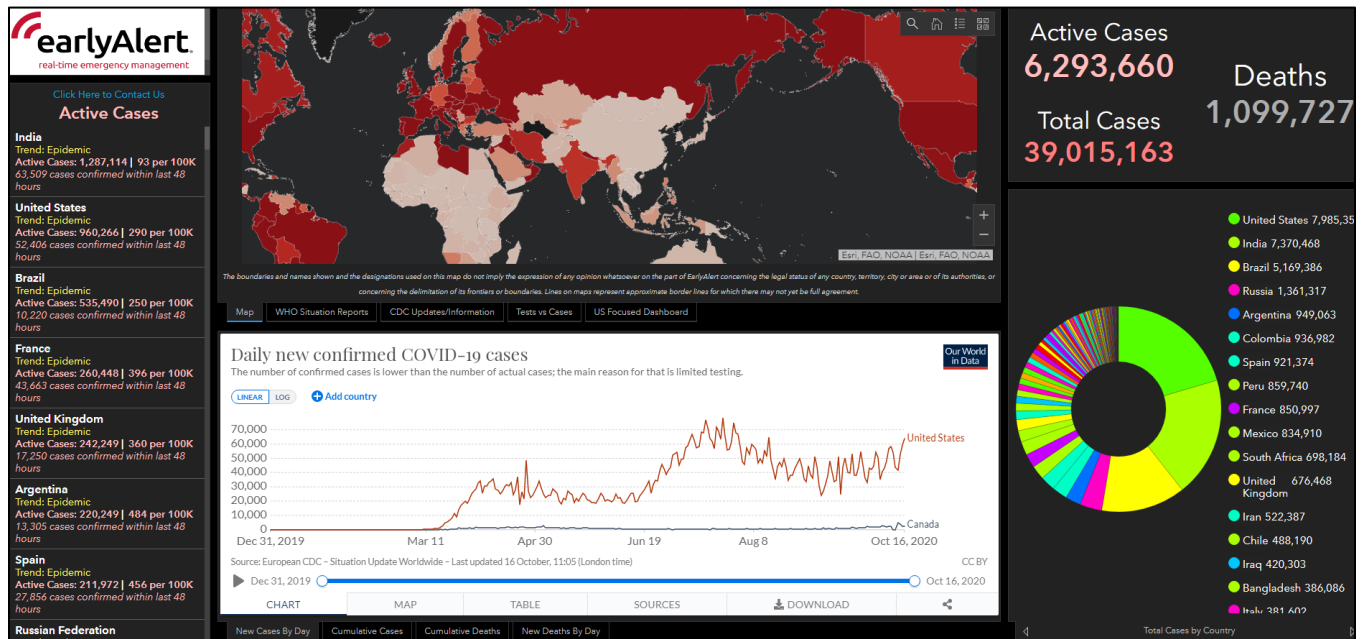 earlyAlert.
real-time emergency management
Click Here to Contact Us
Active Cases
India
Trend: Epidemic
Active Cases: 1,287,114 | 93 per 100K
63,509 cases confirmed within last 48
hours
United States
Trend: Epidemic
Active Cases: 960,266 | 290 per 100K
52,406 cases confirmed within last 48
hours
Brazil
Trend: Epidemic
Active Cases: 535,490 | 250 per 100K
10,220 cases confirmed within last 48
hours
France
Trend: Epidemic
Active Cases: 260,448 | 396 per 100K
43,663 cases confirmed within last 48
hours
United Kingdom
Trend: Epidemic
Active Cases: 242,249 | 360 per 100K
17,250 cases confirmed within last 48
hours
Argentina
Trend: Epidemic
Active Cases: 220,249 | 484 per 100K
13,305 cases confirmed within last 48
hours
Spain
Trend: Epidemic
Active Cases: 211,972 | 456 per 100K
27,856 cases confirmed within last 48
hours
Russian Federation
Esri, FAO, NOAA | Esri, FAO, NOAA
The boundaries and names shown and the designations used on this map do not imply the expression of any opinion whatsoever on the part of EarlyAlert concerning the legal status of any country, territory, city or area or of its authorities, or
concerning the delimitation of its frontiers or boundaries. Lines on maps represent approximate border lines for which there may not yet be full agreement.
Map
WHO Situation Reports
CDC Updates/Information
Tests vs Cases
US Focused Dashboard
Daily new confirmed COVID-19 cases
The number of confirmed cases is lower than the number of actual cases; the main reason for that is limited testing.
Our World
in Data
LINEAR
LOG
Add country
70,000
60,000
50,000
40,000
30,000
20,000
10,000
0
United States
Canada
Dec 31, 2019
Mar 11
Apr 30
Jun 19
Aug 8
Oct 16, 2020
Source: European CDC – Situation Update Worldwide – Last updated 16 October, 11:05 (London time)
CC BY
Dec 31, 2019
Oct 16, 2020
CHART
MAP
TABLE
SOURCES
DOWNLOAD
New Cases By Day
Cumulative Cases
Cumulative Deaths
New Deaths By Day
Active Cases
6,293,660
Total Cases
39,015,163
Deaths
1,099,727
United States 7,985,35
India 7,370,468
Brazil 5,169,386
Russia 1,361,317
Argentina 949,063
Colombia 936,982
Spain 921,374
Peru 859,740
France 850,997
Mexico 834,910
South Africa 698,184
United 676,468
Kingdom
Iran 522,387
Chile 488,190
Iraq 420,303
Bangladesh 386,086
Italy 381,602
Total Cases by Country